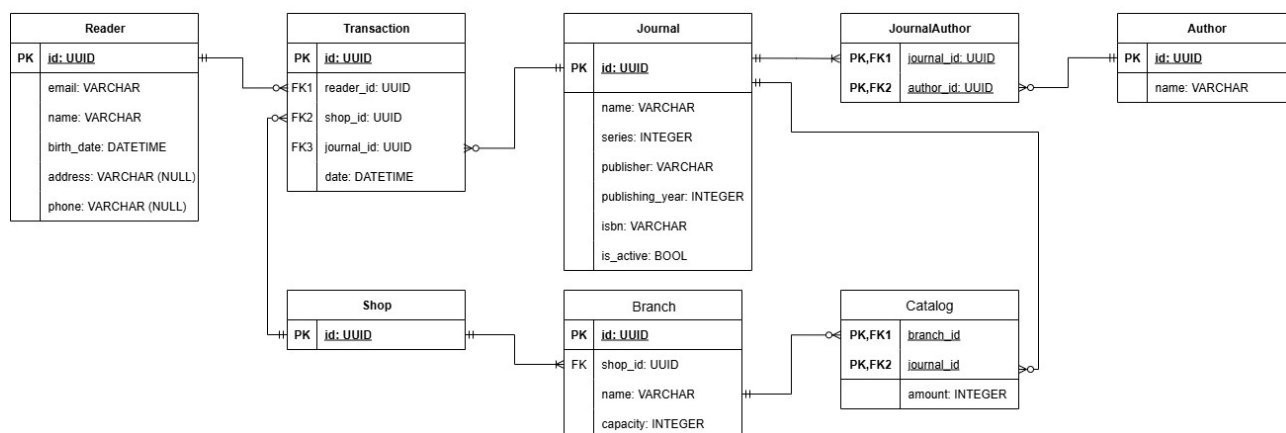 Reader
PK id: UUID
email: VARCHAR
name: VARCHAR
birth_date: DATETIME
address: VARCHAR (NULL)
phone: VARCHAR (NULL)
Transaction
PK id: UUID
FK1 reader_id: UUID
FK2 shop_id: UUID
FK3 journal_id: UUID
date: DATETIME
Journal
PK id: UUID
name: VARCHAR
series: INTEGER
publisher: VARCHAR
publishing_year: INTEGER
isbn: VARCHAR
is_active: BOOL
JournalAuthor
PK,FK1 journal_id: UUID
PK,FK2 author_id: UUID
Author
PK id: UUID
name: VARCHAR
Shop
PK id: UUID
Branch
PK id: UUID
FK shop_id: UUID
name: VARCHAR
capacity: INTEGER
Catalog
PK,FK1 branch_id
PK,FK2 journal_id
amount: INTEGER